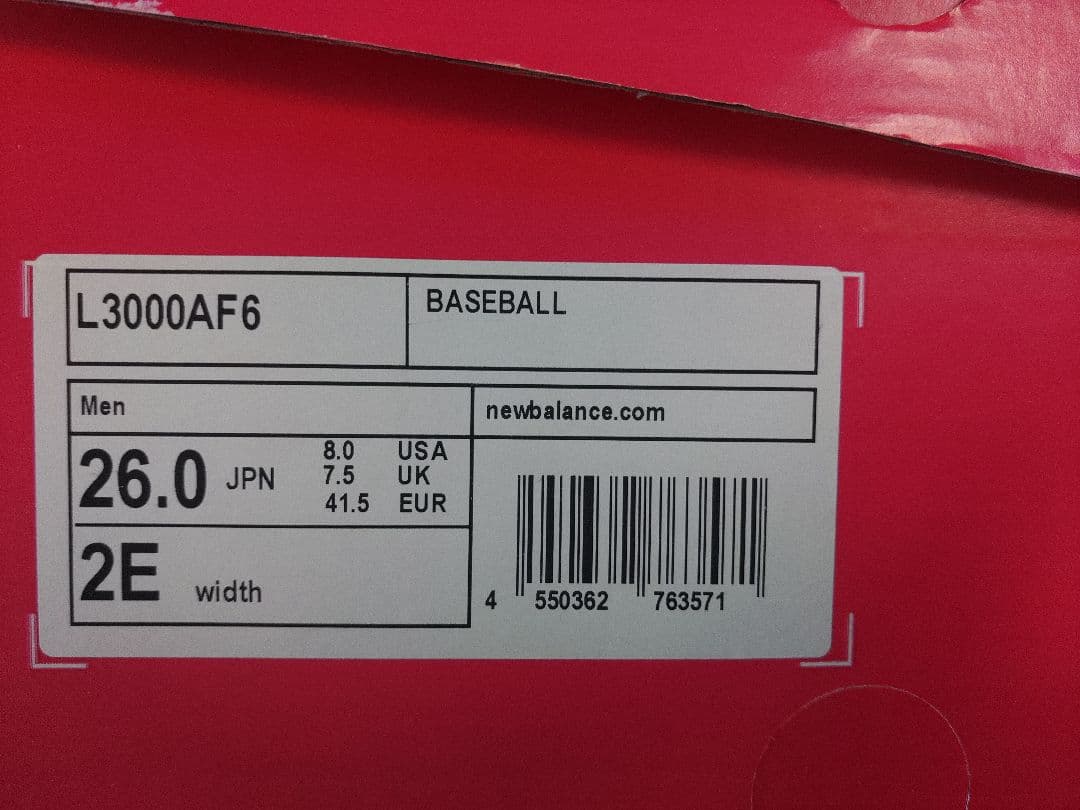 L3000AF6
BASEBALL
Men
newbalance.com
26.0 JPN
8.0 USA
7.5 UK
41.5 EUR
2E width
4 550362 763571